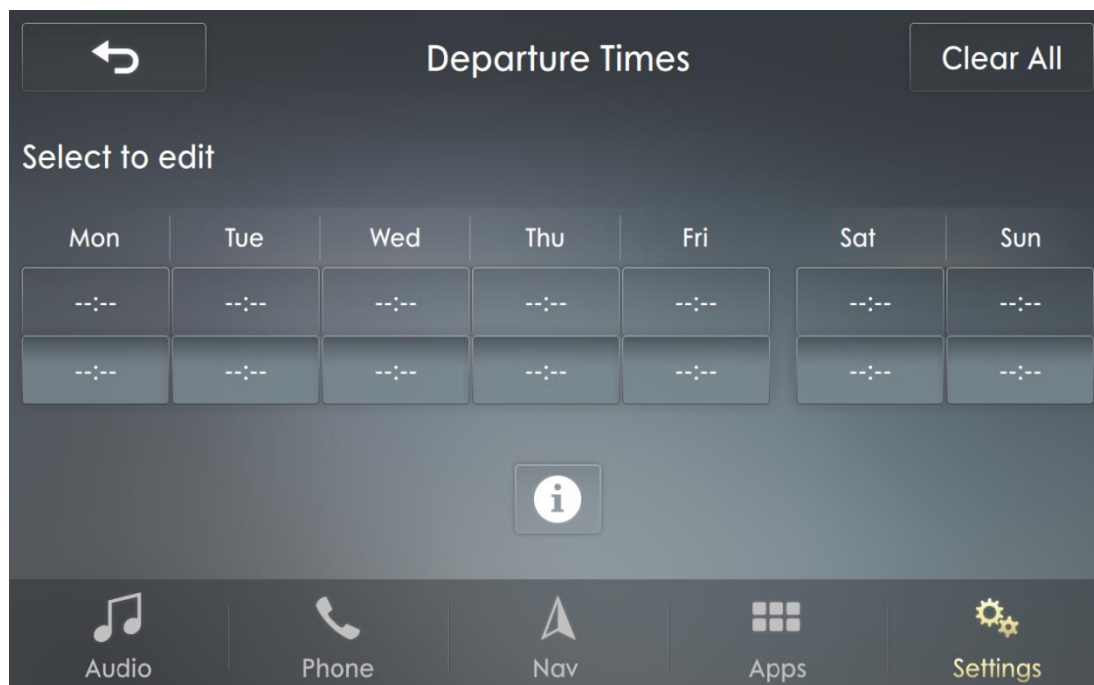 Departure Times
Clear All
Select to edit
Mon Tue Wed Thu Fri Sat Sun
--:-- --:-- --:-- --:-- --:-- --:-- --:--
--:-- --:-- --:-- --:-- --:-- --:-- --:--
i
Audio Phone Nav Apps Settings